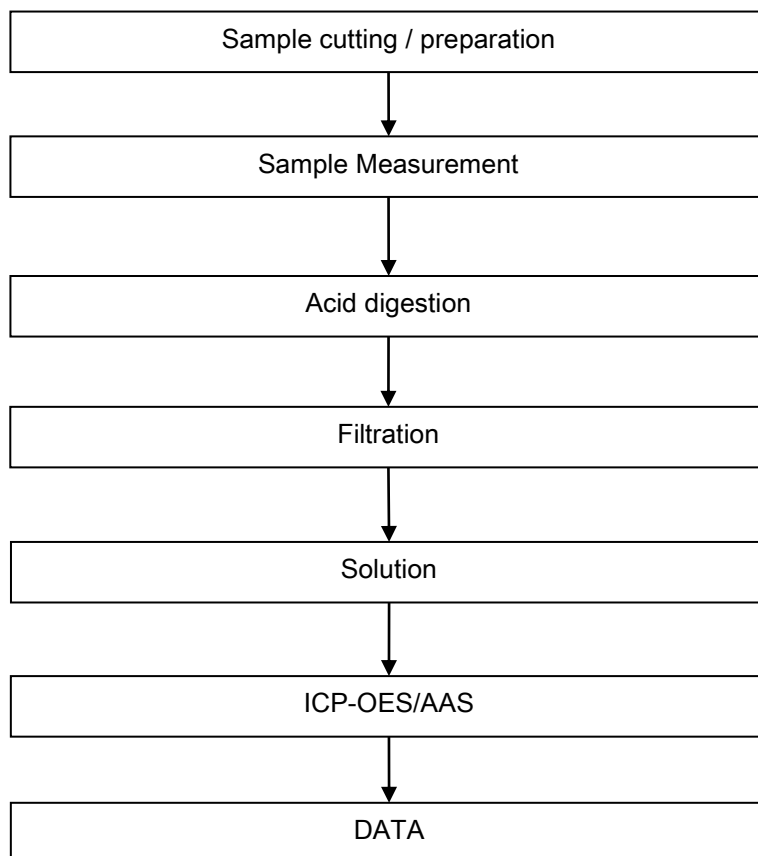 Sample cutting / preparation
Sample Measurement
Acid digestion
Filtration
Solution
ICP-OES/AAS
DATA